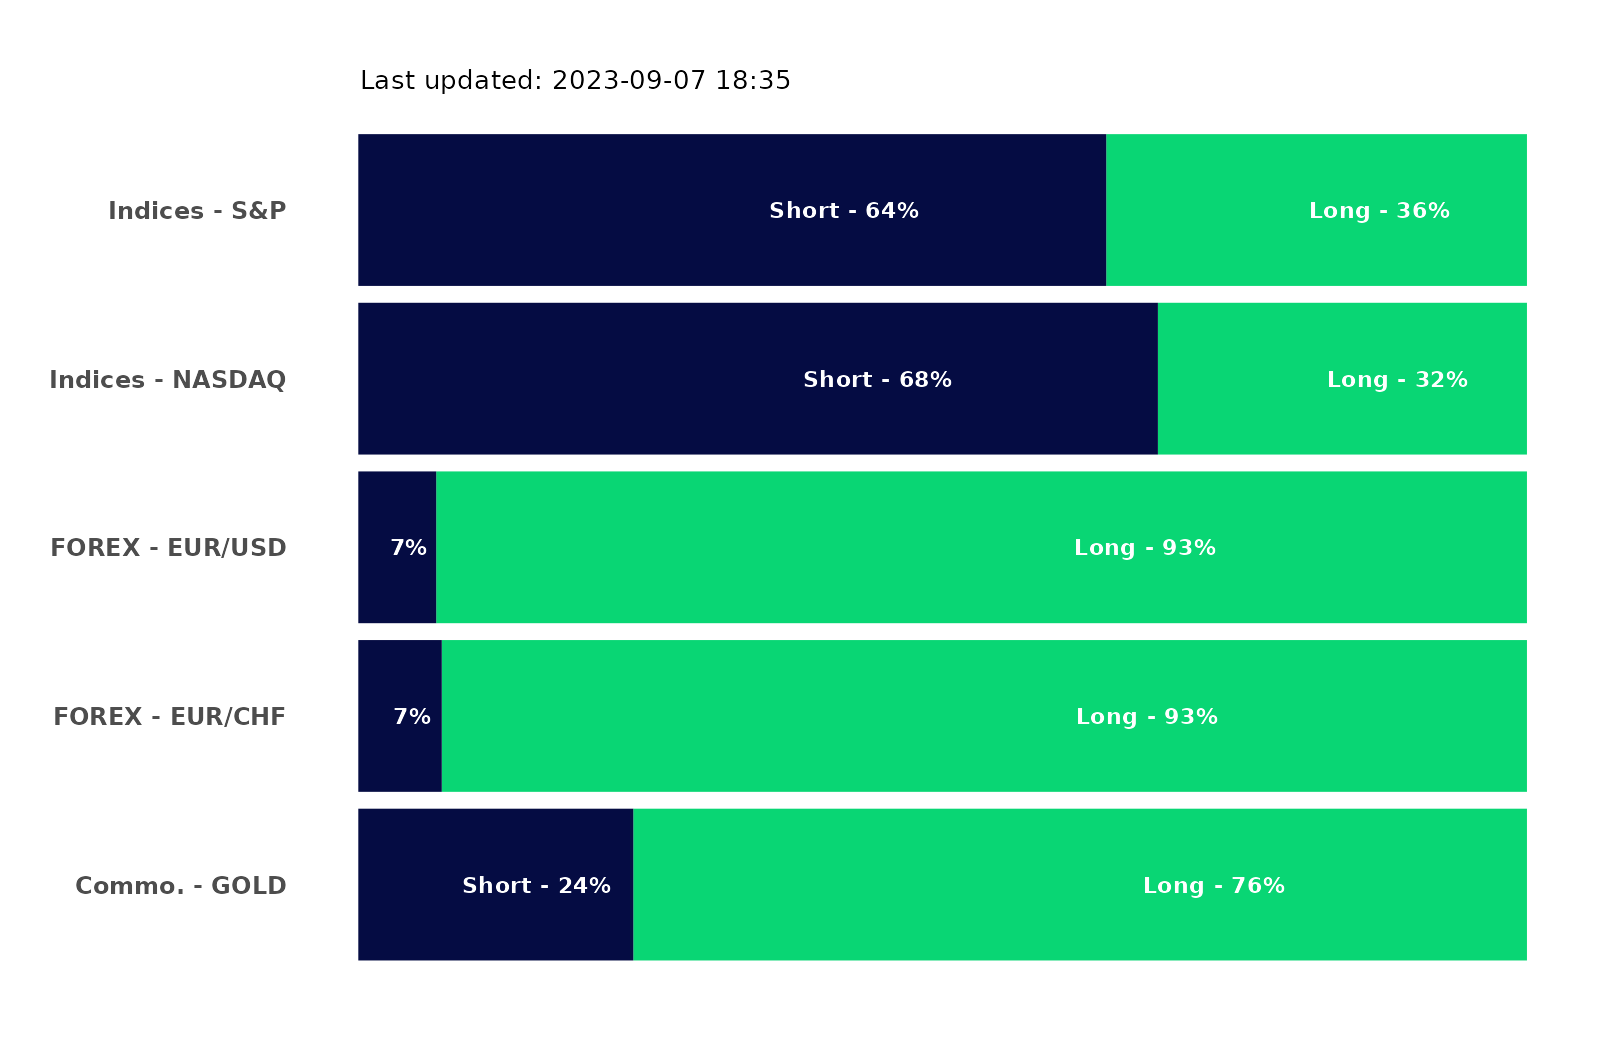 Last updated: 2023-09-07 18:35
Indices - S&P Short - 64% Long - 36%
Indices - NASDAQ Short - 68% Long - 32%
FOREX - EUR/USD 7% Long - 93%
FOREX - EUR/CHF 7% Long - 93%
Commo. - GOLD Short - 24% Long - 76%